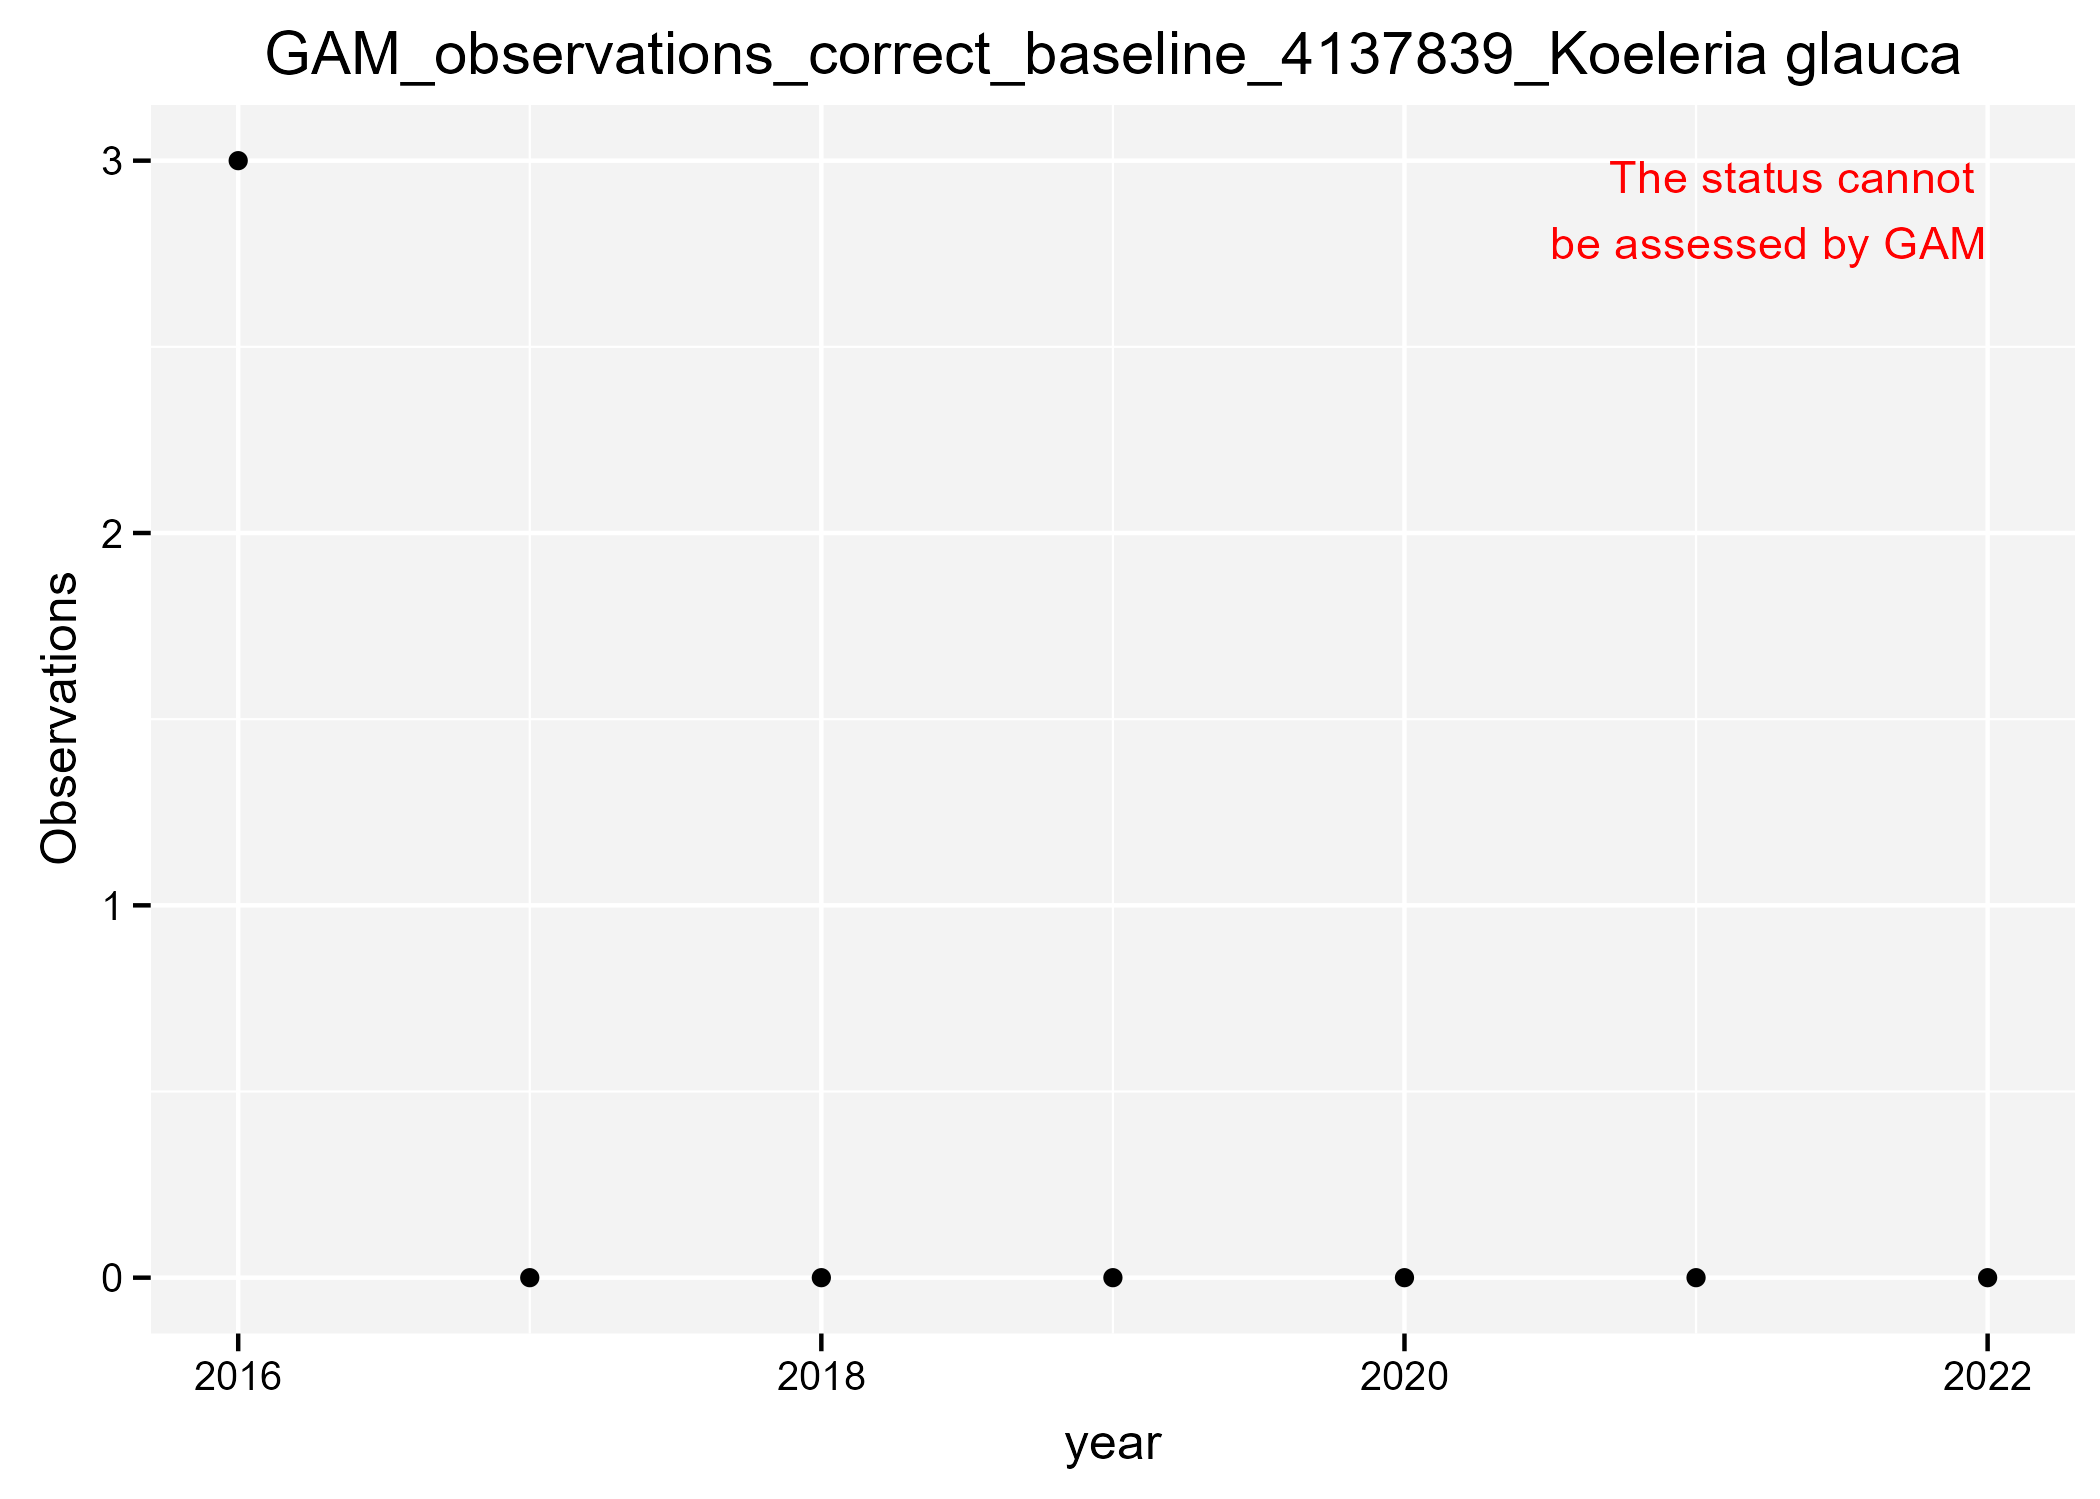 GAM_observations_correct_baseline_4137839_Koeleria glauca
The status cannot
be assessed by GAM
3
2
1
0
Observations
2016
2018
2020
2022
year